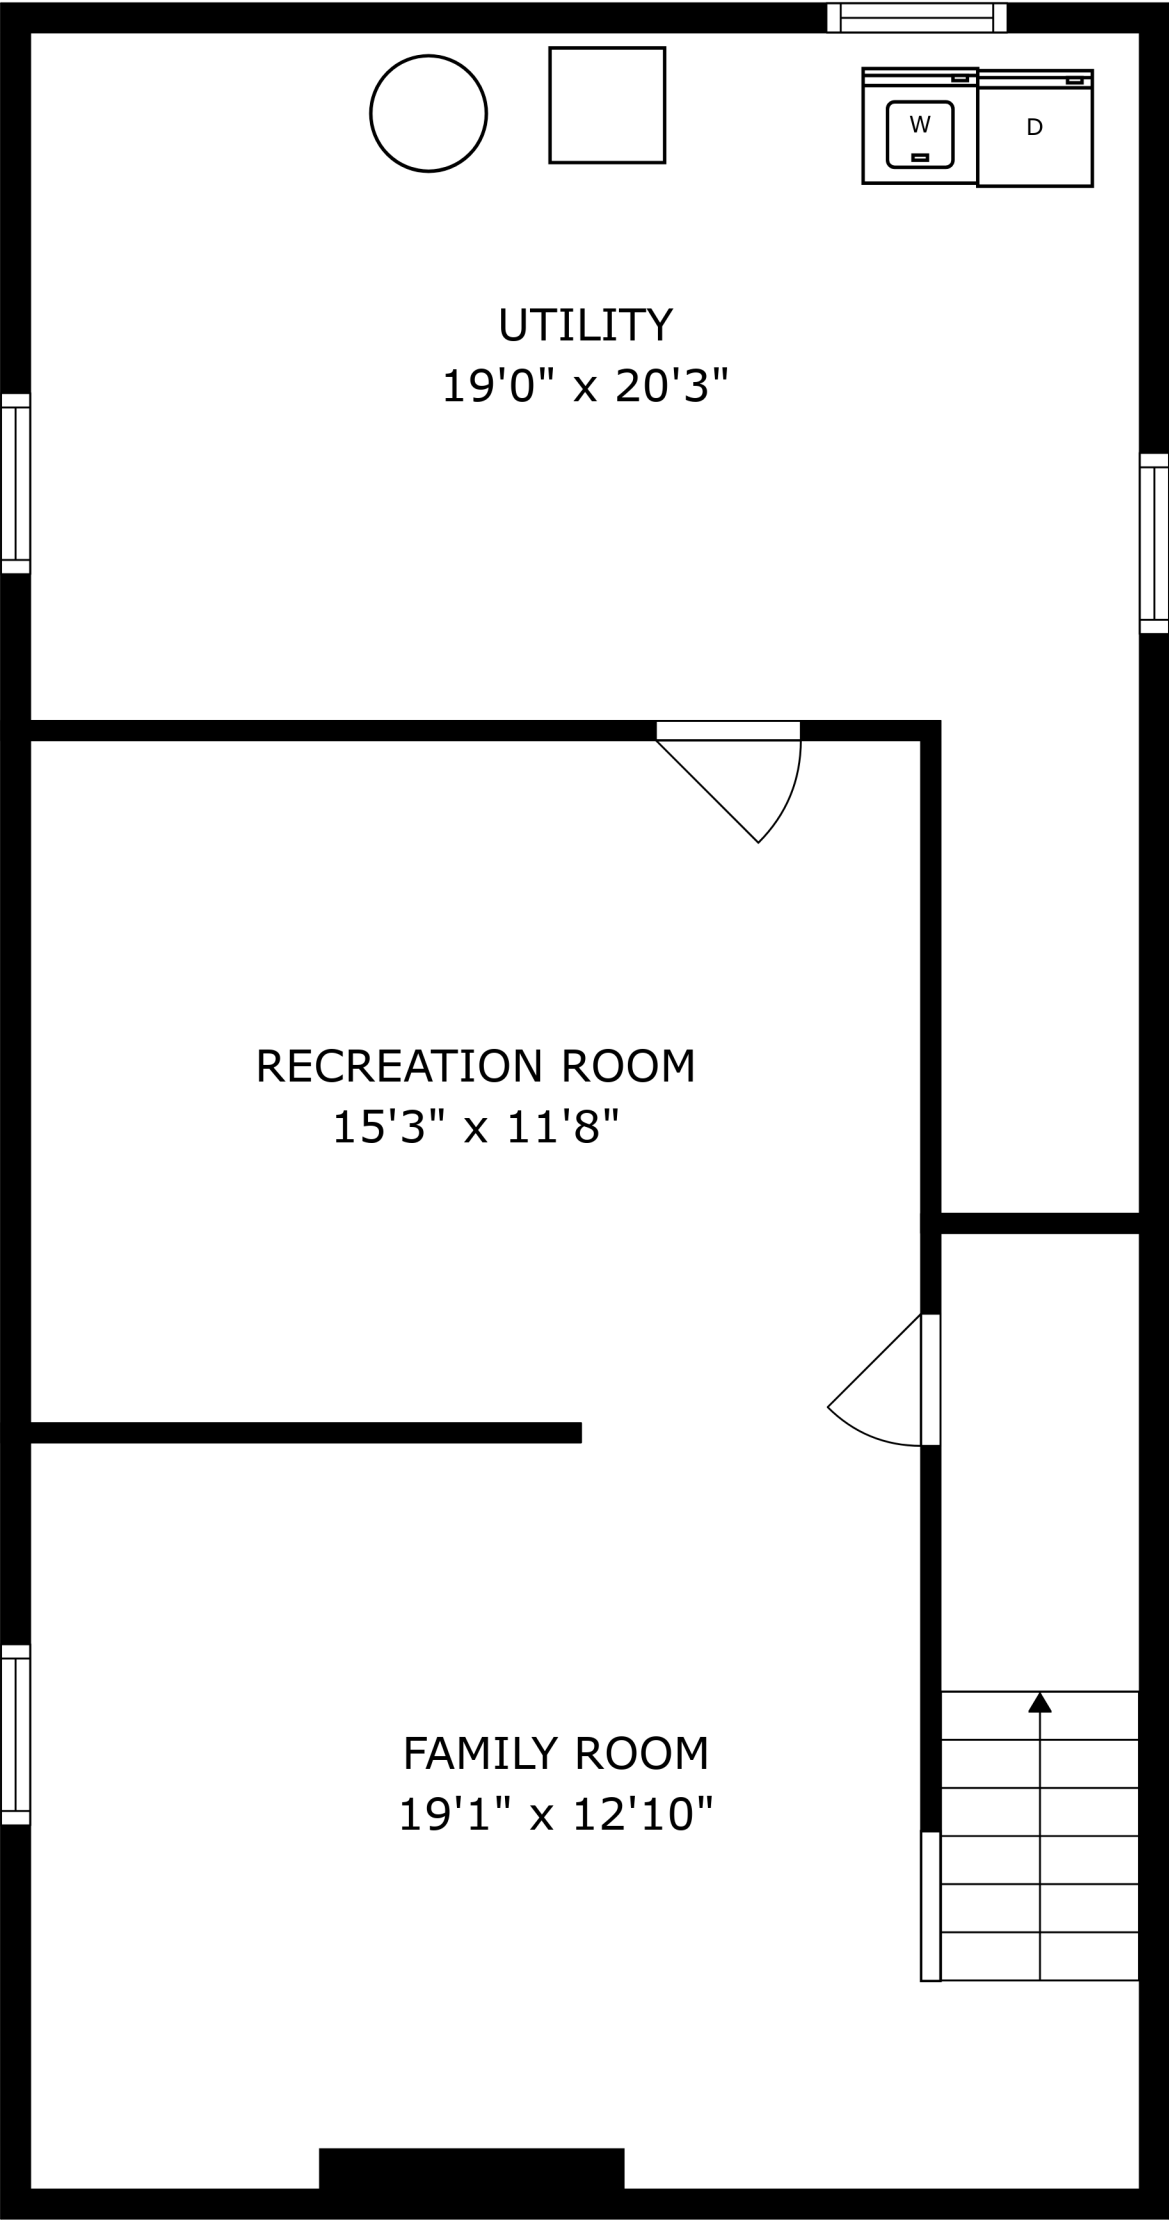 W
D
UTILITY
19'0" x 20'3"
RECREATION ROOM
15'3" x 11'8"
FAMILY ROOM
19'1" x 12'10"